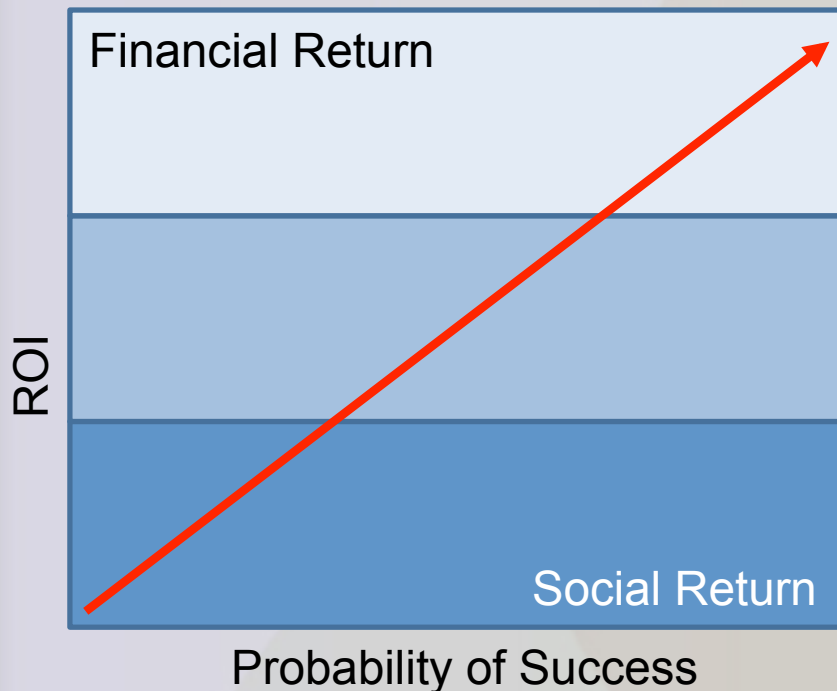 Financial Return
ROI
Social Return
Probability of Success